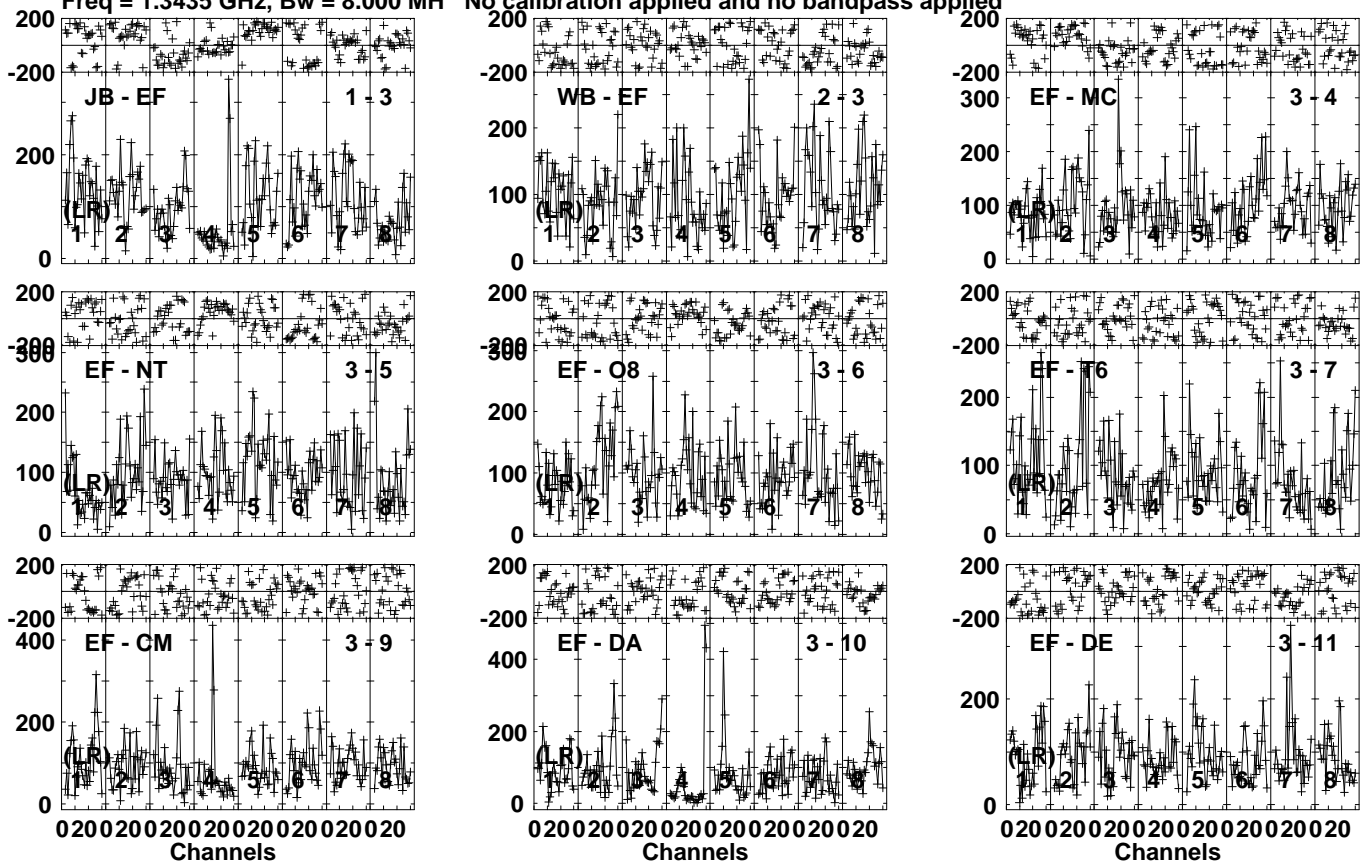 Freq = 1.3435 GHz, Bw = 8.000 MH No calibration applied and no bandpass applied
200
-200
JB - EF 1 - 3
200
(LR)
1 2 3 4 5 6 7 8
0
200
-200
WB - EF 2 - 3
200
100
(LR)
1 2 3 4 5 6 7 8
0
200
-200
EF - MC 3 - 4
300
200
100
(LR)
1 2 3 4 5 6 7 8
0
200
-200
300
EF - NT 3 - 5
200
100
(LR)
1 2 3 4 5 6 7 8
0
200
-200
300
EF - O8 3 - 6
200
100
(LR)
1 2 3 4 5 6 7 8
0
200
-200
EF - T6 3 - 7
200
100
(LR)
1 2 3 4 5 6 7 8
0
200
-200
400
EF - CM 3 - 9
200
(LR)
1 2 3 4 5 6 7 8
0
0 20 0 20 0 20 0 20 0 20 0 20 0 20 0 20
Channels
200
-200
EF - DA 3 - 10
400
200
(LR)
1 2 3 4 5 6 7 8
0
0 20 0 20 0 20 0 20 0 20 0 20 0 20 0 20
Channels
200
-200
EF - DE 3 - 11
200
(LR)
1 2 3 4 5 6 7 8
0
0 20 0 20 0 20 0 20 0 20 0 20 0 20 0 20
Channels